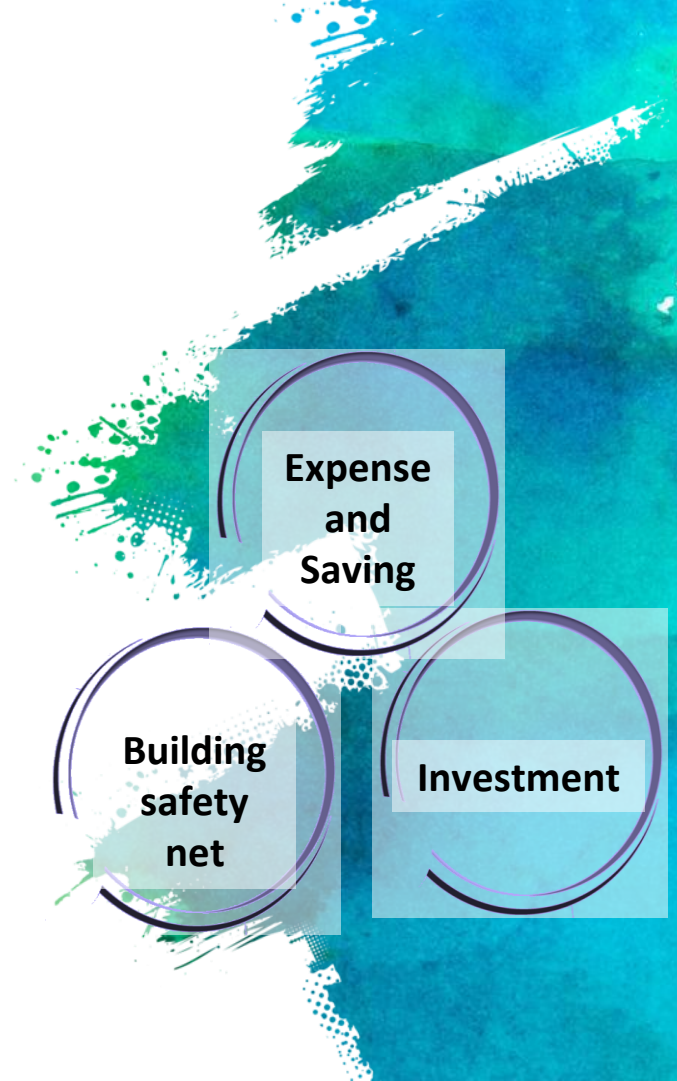 Expense
and
Saving
Building
safety
net
Investment